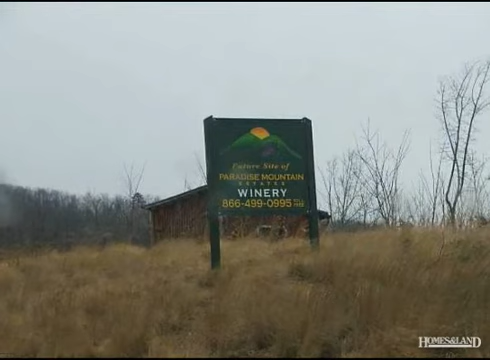 Future Site of
PARADISE MOUNTAIN
ESTATES
WINERY
866-499-0995
HOMES&LAND